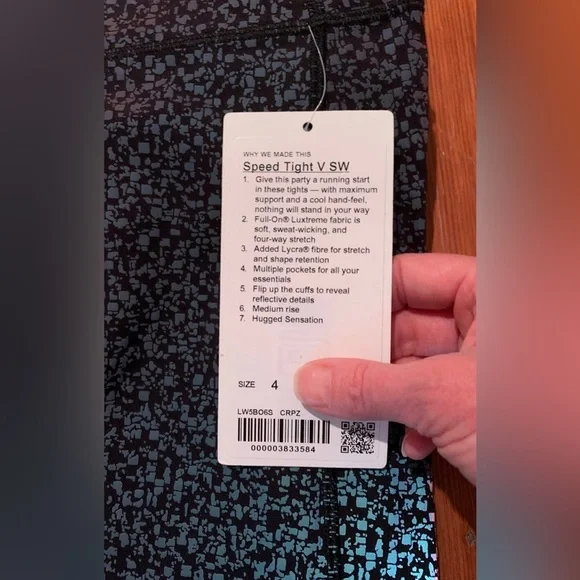 WHY WE MADE THIS
Speed Tight V SW
1. Give this party a running start
in these tights — with maximum
support and a cool hand-feel,
nothing will stand in your way
2. Full-On® Luxtreme fabric is
soft, sweat-wicking, and
four-way stretch
3. Added Lycra® fibre for stretch
and shape retention
4. Multiple pockets for all your
essentials
5. Flip up the cuffs to reveal
reflective details
6. Medium rise
7. Hugged Sensation
SIZE 4
LW5BO6S CRPZ
000003833584